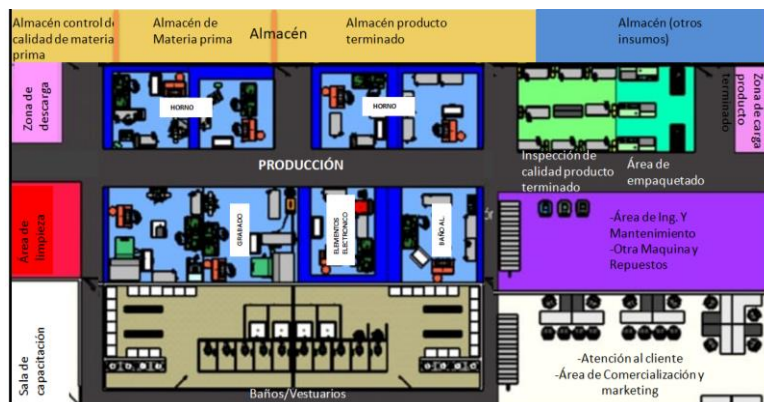 Almacén control de
calidad de materia
prima
Almacén de
Materia prima
Almacén
Almacén producto
terminado
Almacén (otros
insumos)
Zona de
descarga
HORNO
HORNO
Zona de carga
producto
terminado
PRODUCCIÓN
Inspección de
calidad producto
terminado
Área de
empaquetado
Área de
limpieza
GRABADO
ELEMENTOS
ELECTRONICO
BAÑO AL.
-Área de Ing. Y
Mantenimiento
-Otra Maquina y
Repuestos
Sala de
capacitación
Baños/Vestuarios
-Atención al cliente
-Área de Comercialización y
marketing